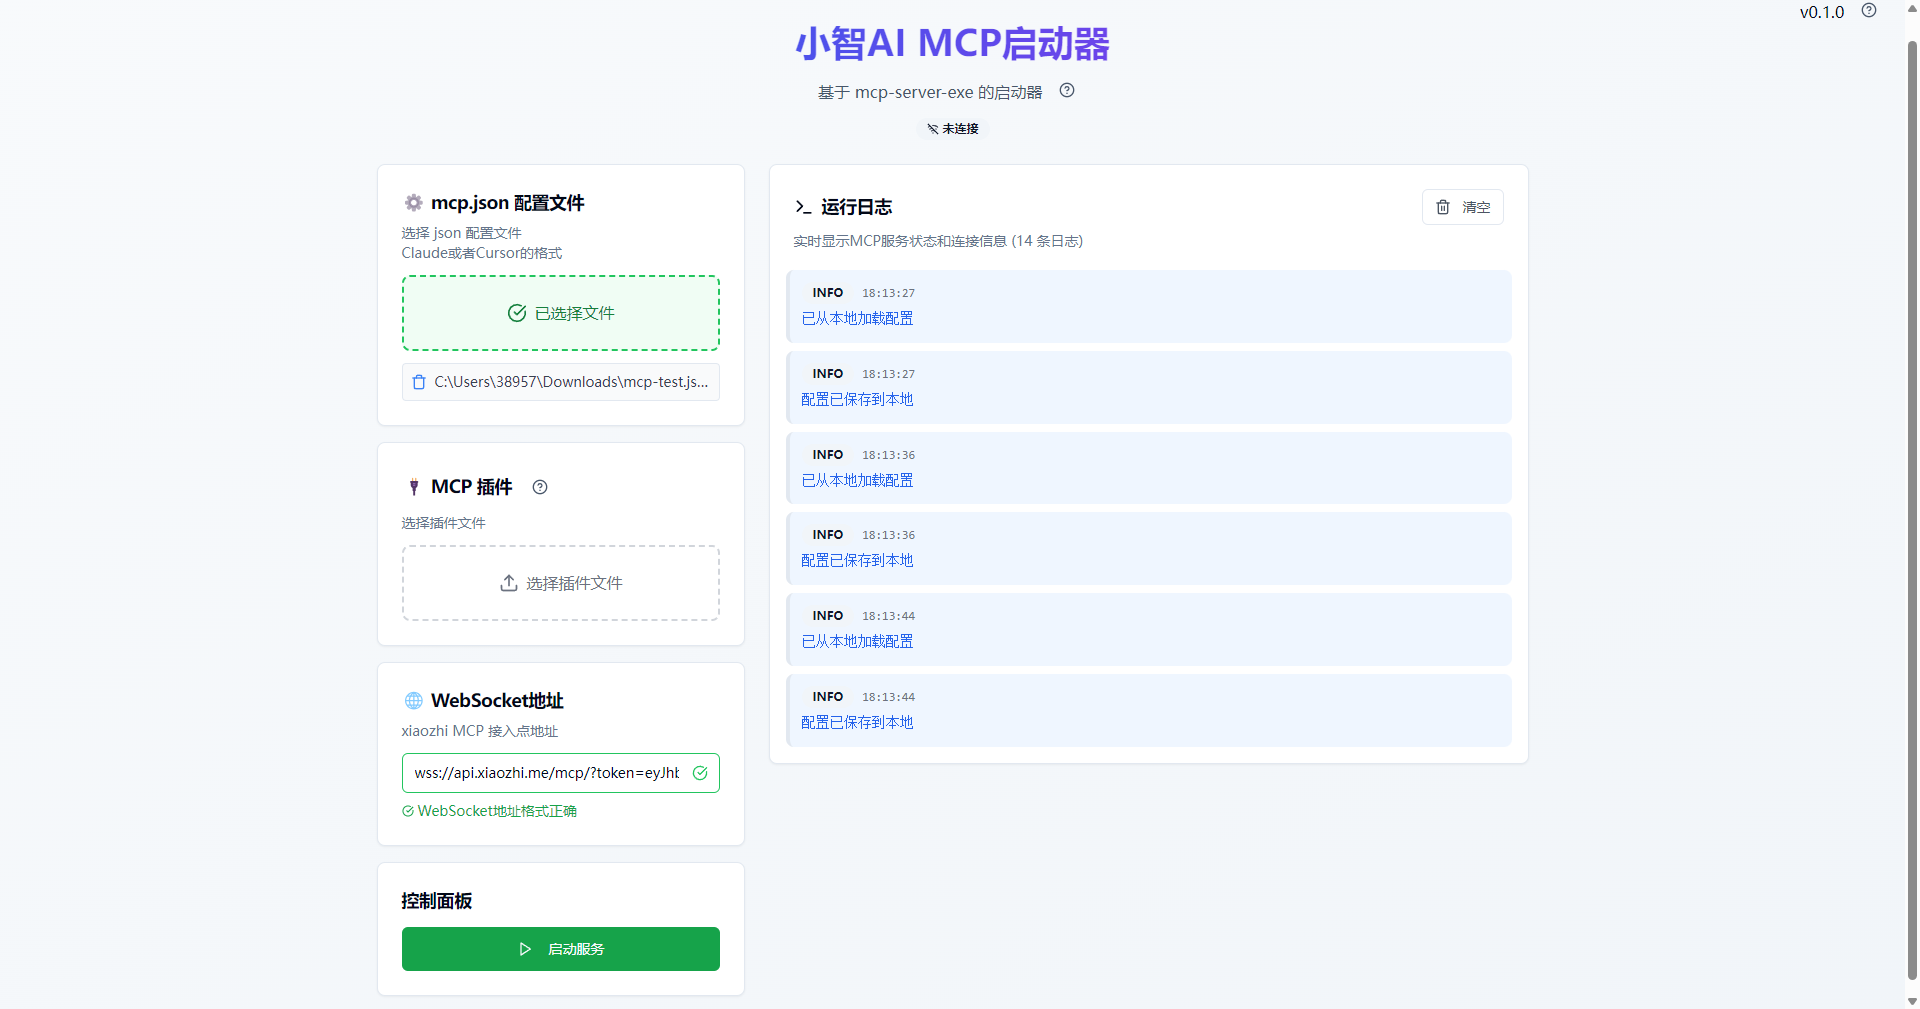 v0.1.0
小智AI MCP启动器
基于 mcp-server-exe 的启动器
未连接
mcp.json 配置文件
选择 json 配置文件
Claude或者Cursor的格式
已选择文件
C:\Users\38957\Downloads\mcp-test.js...
MCP 插件
选择插件文件
选择插件文件
WebSocket地址
xiaozhi MCP 接入点地址
wss://api.xiaozhi.me/mcp/?token=eyJhb
WebSocket地址格式正确
控制面板
启动服务
运行日志
清空
实时显示MCP服务状态和连接信息 (14 条日志)
INFO 18:13:27
已从本地加载配置
INFO 18:13:27
配置已保存到本地
INFO 18:13:36
已从本地加载配置
INFO 18:13:36
配置已保存到本地
INFO 18:13:44
已从本地加载配置
INFO 18:13:44
配置已保存到本地